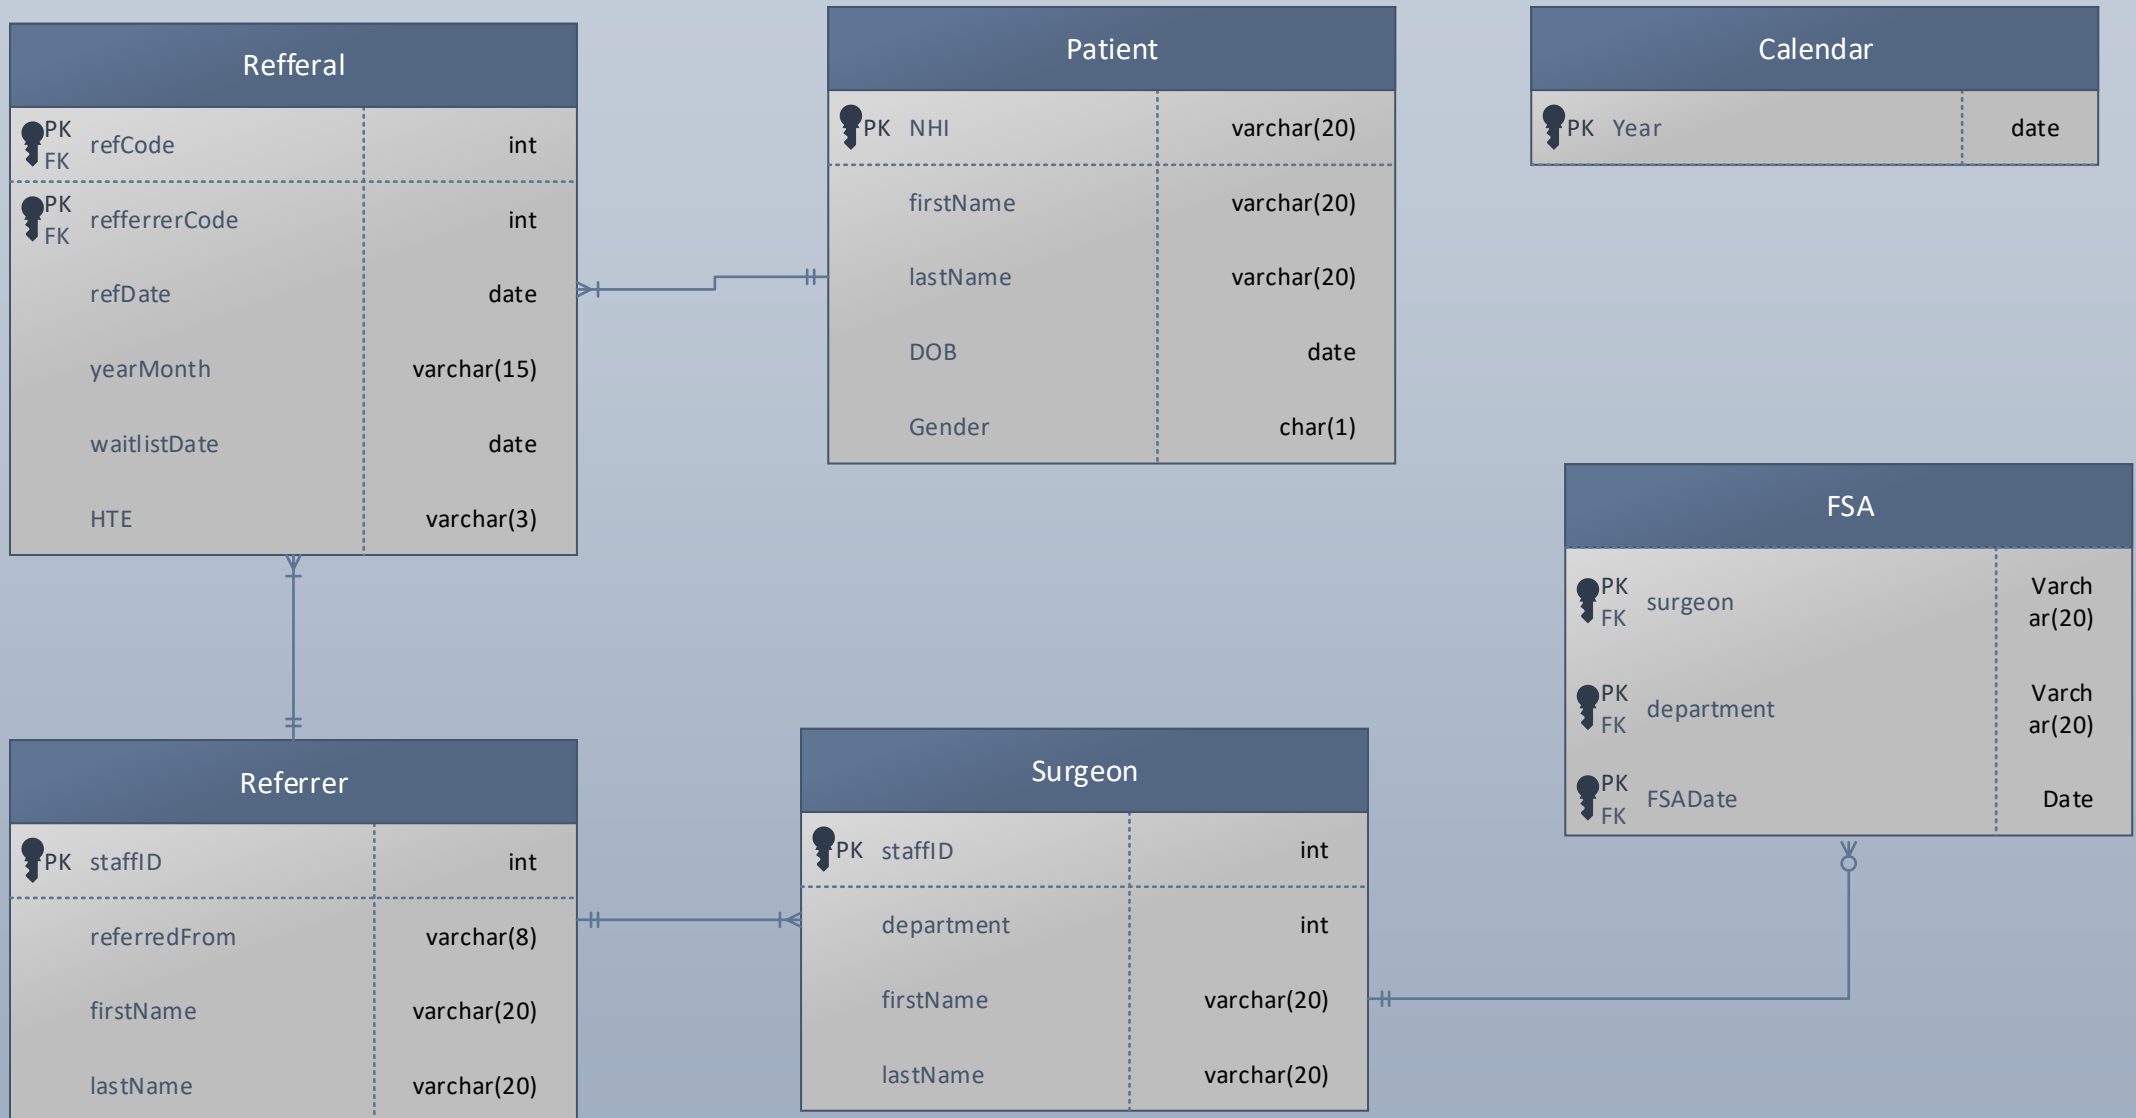 Refferal
PK
FK
refCode int
PK
FK
refferrerCode int
refDate date
yearMonth varchar(15)
waitlistDate date
HTE varchar(3)
Patient
PK NHI varchar(20)
firstName varchar(20)
lastName varchar(20)
DOB date
Gender char(1)
Calendar
PK Year date
FSA
PK
FK
surgeon
Varch
ar(20)
PK
FK
department
Varch
ar(20)
PK
FK
FSADate Date
Referrer
PK staffID int
referredFrom varchar(8)
firstName varchar(20)
lastName varchar(20)
Surgeon
PK staffID int
department int
firstName varchar(20)
lastName varchar(20)